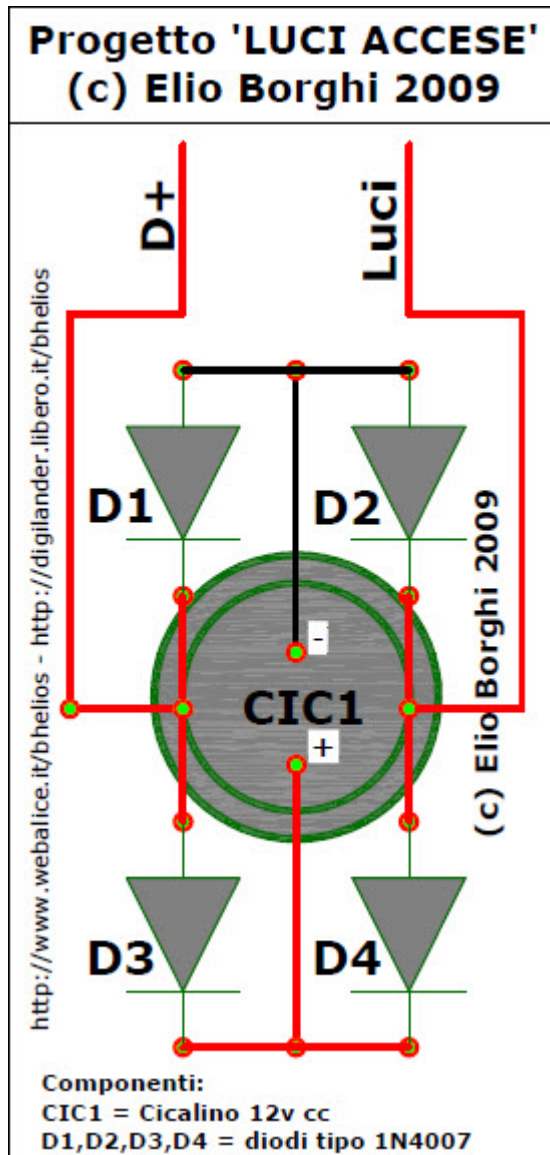 Progetto 'LUCI ACCESE'
(c) Elio Borghi 2009
D+
Luci
http://www.webalice.it/bhelios - http://digilander.libero.it/bhelios
D1
D2
-
CIC1
+
(c) Elio Borghi 2009
D3
D4
Componenti:
CIC1 = Cicalino 12v cc
D1,D2,D3,D4 = diodi tipo 1N4007